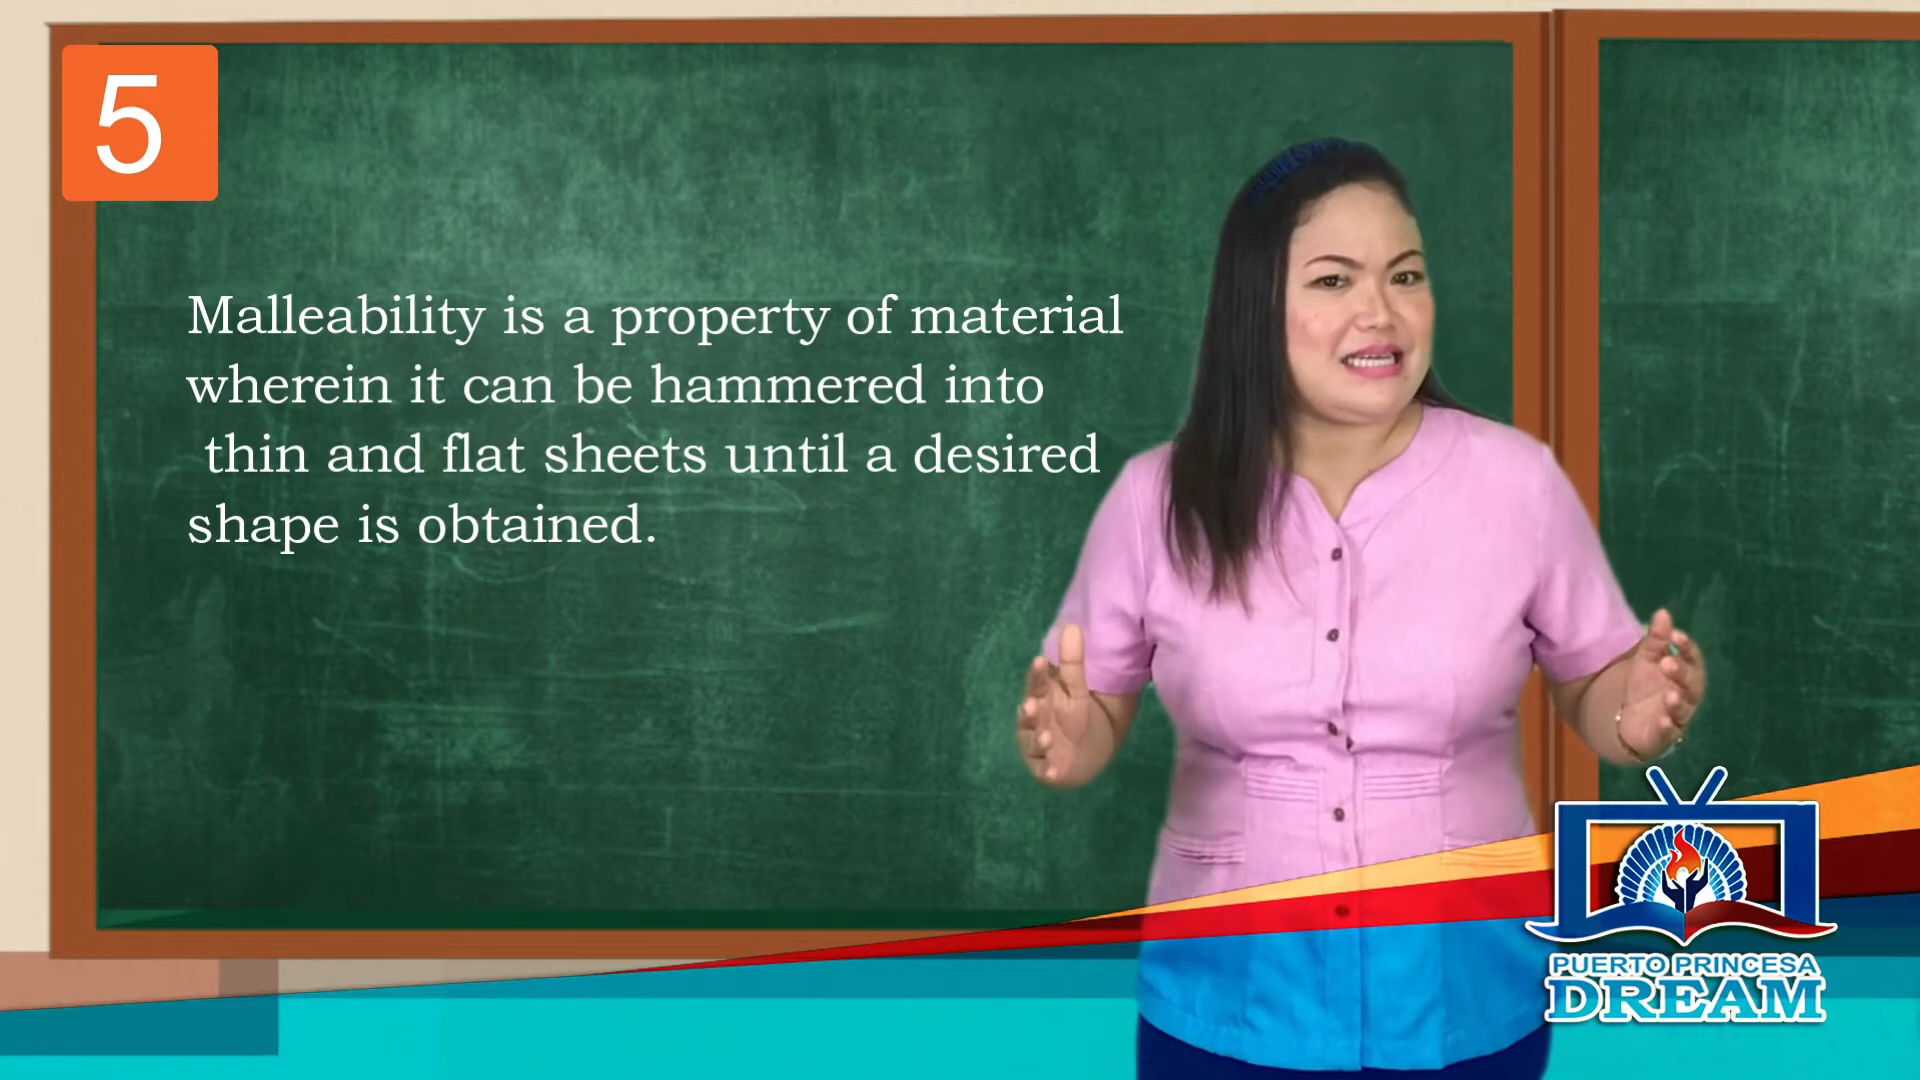 5
Malleability is a property of material
wherein it can be hammered into
thin and flat sheets until a desired
shape is obtained.
PUERTO PRINCESA
DREAM